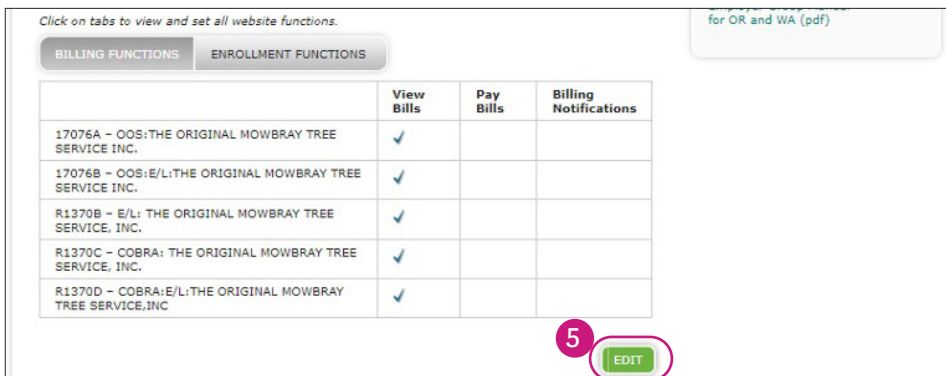 Click on tabs to view and set all website functions.
for OR and WA (pdf)
BILLING FUNCTIONS ENROLLMENT FUNCTIONS
View Bills Pay Bills Billing Notifications
17076A – OOS:THE ORIGINAL MOWBRAY TREE
SERVICE INC.
17076B – OOS:E/L:THE ORIGINAL MOWBRAY TREE
SERVICE INC.
R1370B – E/L: THE ORIGINAL MOWBRAY TREE
SERVICE, INC.
R1370C – COBRA: THE ORIGINAL MOWBRAY TREE
SERVICE, INC.
R1370D – COBRA:E/L:THE ORIGINAL MOWBRAY
TREE SERVICE,INC
5
EDIT